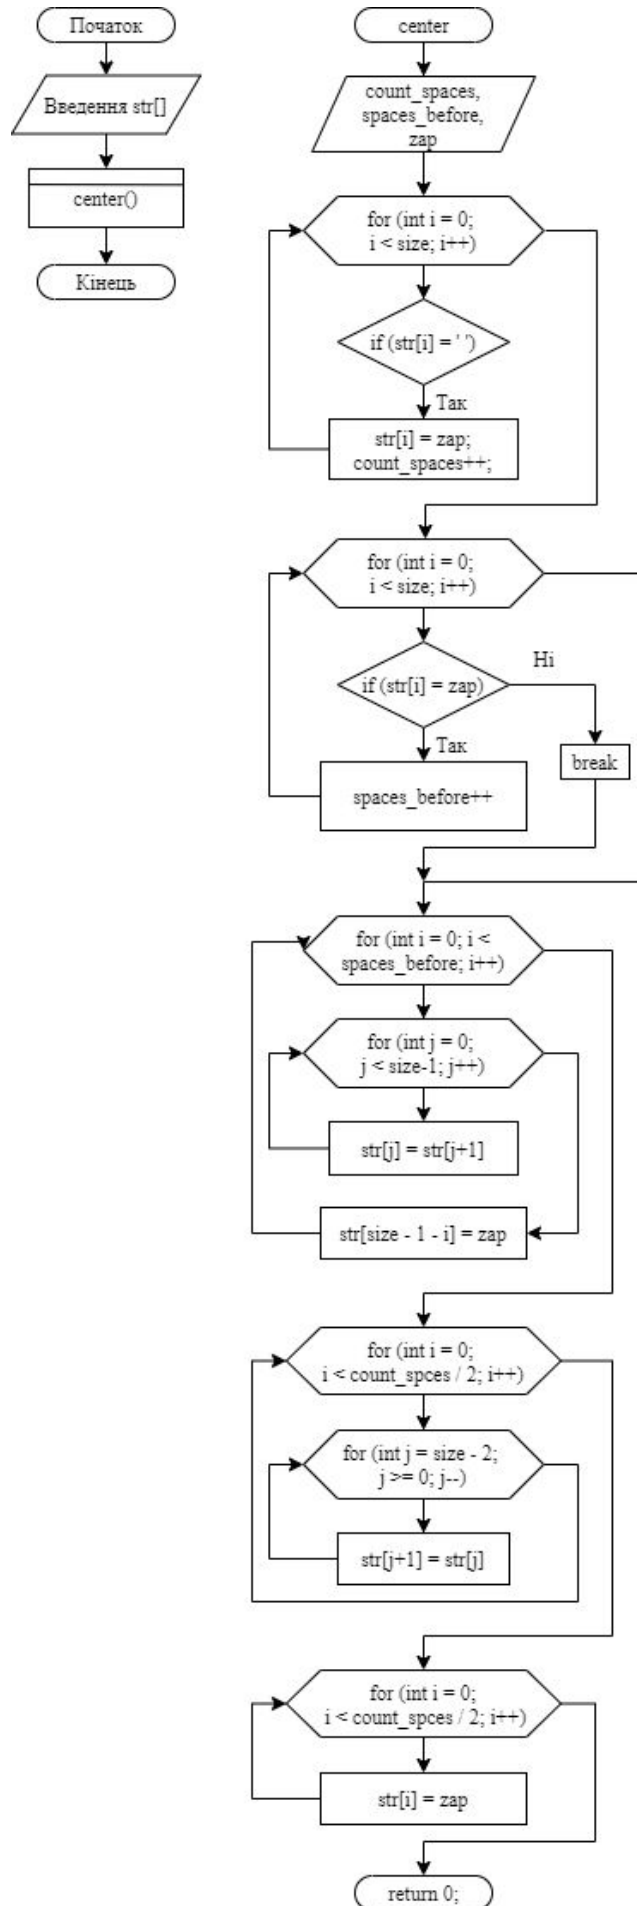 Початок
Введення str[]
center()
Кінець
center
count_spaces,
spaces_before,
zap
for (int i = 0;
i < size; i++)
if (str[i] = ' ')
Так
str[i] = zap;
count_spaces++;
for (int i = 0;
i < size; i++)
if (str[i] = zap)
Ні
Так
break
spaces_before++
for (int i = 0; i <
spaces_before; i++)
for (int j = 0;
j < size-1; j++)
str[j] = str[j+1]
str[size - 1 - i] = zap
for (int i = 0;
i < count_spces / 2; i++)
for (int j = size - 2;
j >= 0; j--)
str[j+1] = str[j]
for (int i = 0;
i < count_spces / 2; i++)
str[i] = zap
return 0;